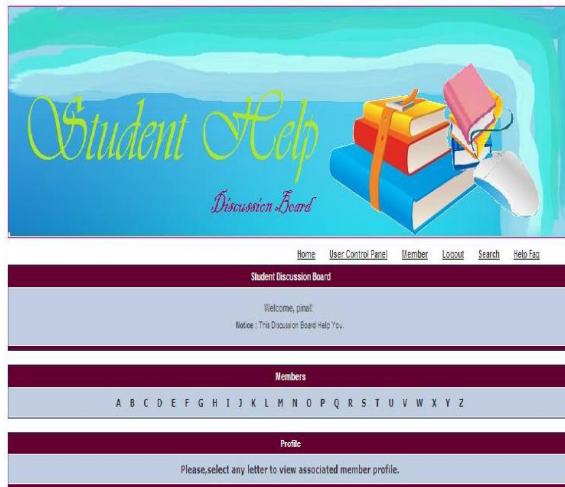 Student Help
Discussion Board
Home User Control Panel Member Logout Search Help Faq
Student Discussion Board
Welcome, pinal!
Notice : This Discussion Board Help You.
Members
A B C D E F G H I J K L M N O P Q R S T U V W X Y Z
Profile
Please,select any letter to view associated member profile.